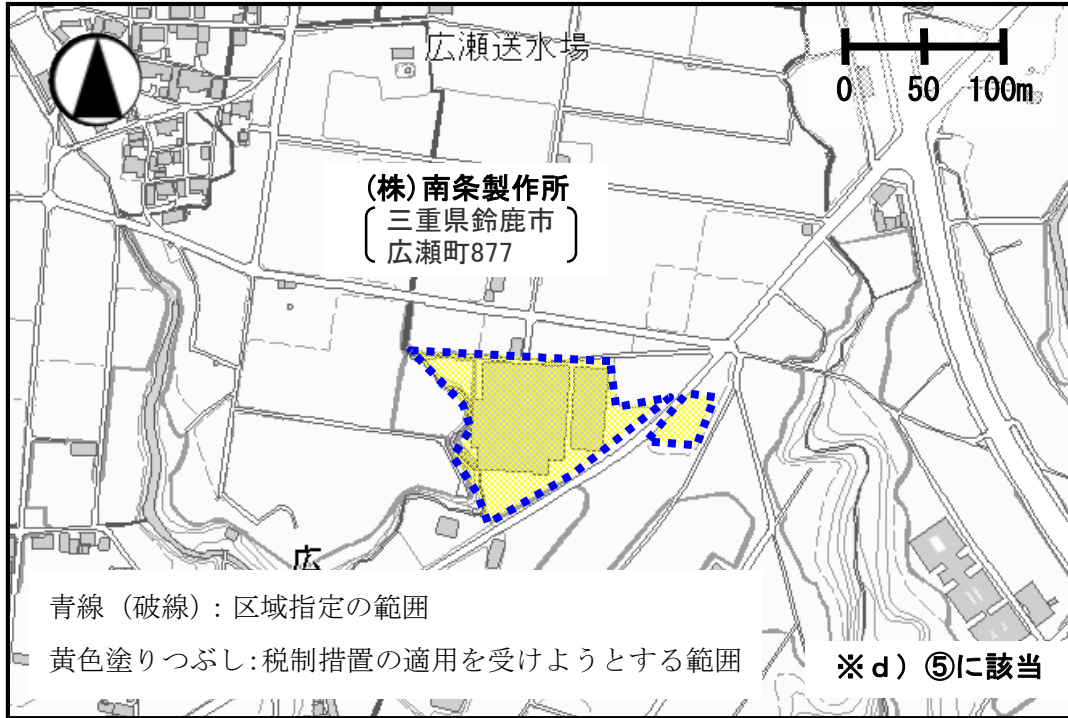 広瀬送水場
0 50 100m
(株)南条製作所
三重県鈴鹿市
広瀬町877
広
青線（破線）: 区域指定の範囲
黄色塗りつぶし:税制措置の適用を受けようとする範囲
※d）⑤に該当